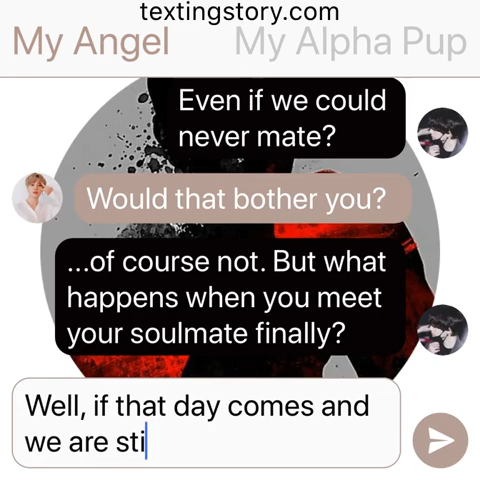 textingstory.com
My Angel
My Alpha Pup
Even if we could
never mate?
Would that bother you?
...of course not. But what
happens when you meet
your soulmate finally?
Well, if that day comes and
we are sti